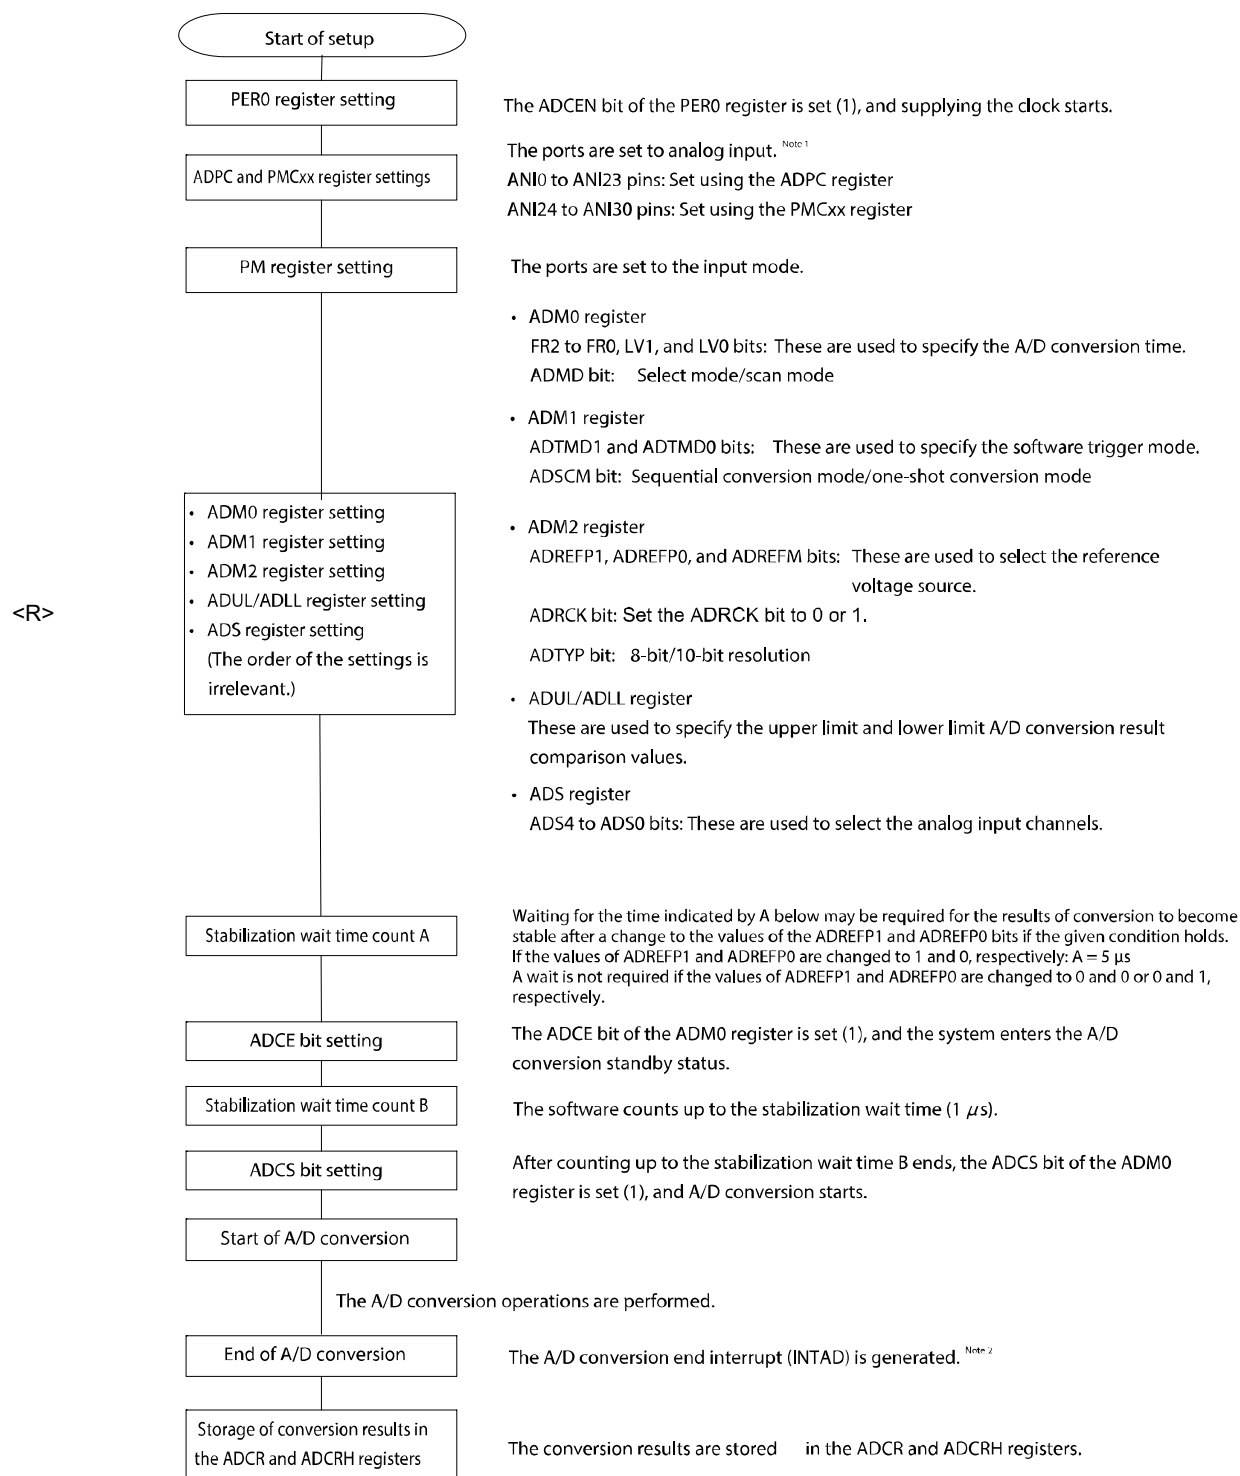 Start of setup
PER0 register setting
The ADCEN bit of the PER0 register is set (1), and supplying the clock starts.
ADPC and PMCxx register settings
The ports are set to analog input. Note 1
ANI0 to ANI23 pins: Set using the ADPC register
ANI24 to ANI30 pins: Set using the PMCxx register
PM register setting
The ports are set to the input mode.
<R>
• ADM0 register setting
• ADM1 register setting
• ADM2 register setting
• ADUL/ADLL register setting
• ADS register setting
(The order of the settings is
irrelevant.)
• ADM0 register
FR2 to FR0, LV1, and LV0 bits: These are used to specify the A/D conversion time.
ADMD bit: Select mode/scan mode
• ADM1 register
ADTMD1 and ADTMD0 bits: These are used to specify the software trigger mode.
ADSCM bit: Sequential conversion mode/one-shot conversion mode
• ADM2 register
ADREFP1, ADREFP0, and ADREFM bits: These are used to select the reference
voltage source.
ADRCK bit: Set the ADRCK bit to 0 or 1.
ADTYP bit: 8-bit/10-bit resolution
• ADUL/ADLL register
These are used to specify the upper limit and lower limit A/D conversion result
comparison values.
• ADS register
ADS4 to ADS0 bits: These are used to select the analog input channels.
Stabilization wait time count A
Waiting for the time indicated by A below may be required for the results of conversion to become
stable after a change to the values of the ADREFP1 and ADREFP0 bits if the given condition holds.
If the values of ADREFP1 and ADREFP0 are changed to 1 and 0, respectively: A = 5 µs
A wait is not required if the values of ADREFP1 and ADREFP0 are changed to 0 and 0 or 0 and 1,
respectively.
ADCE bit setting
The ADCE bit of the ADM0 register is set (1), and the system enters the A/D
conversion standby status.
Stabilization wait time count B
The software counts up to the stabilization wait time (1 µs).
ADCS bit setting
After counting up to the stabilization wait time B ends, the ADCS bit of the ADM0
register is set (1), and A/D conversion starts.
Start of A/D conversion
The A/D conversion operations are performed.
End of A/D conversion
The A/D conversion end interrupt (INTAD) is generated. Note 2
Storage of conversion results in
the ADCR and ADCRH registers
The conversion results are stored in the ADCR and ADCRH registers.